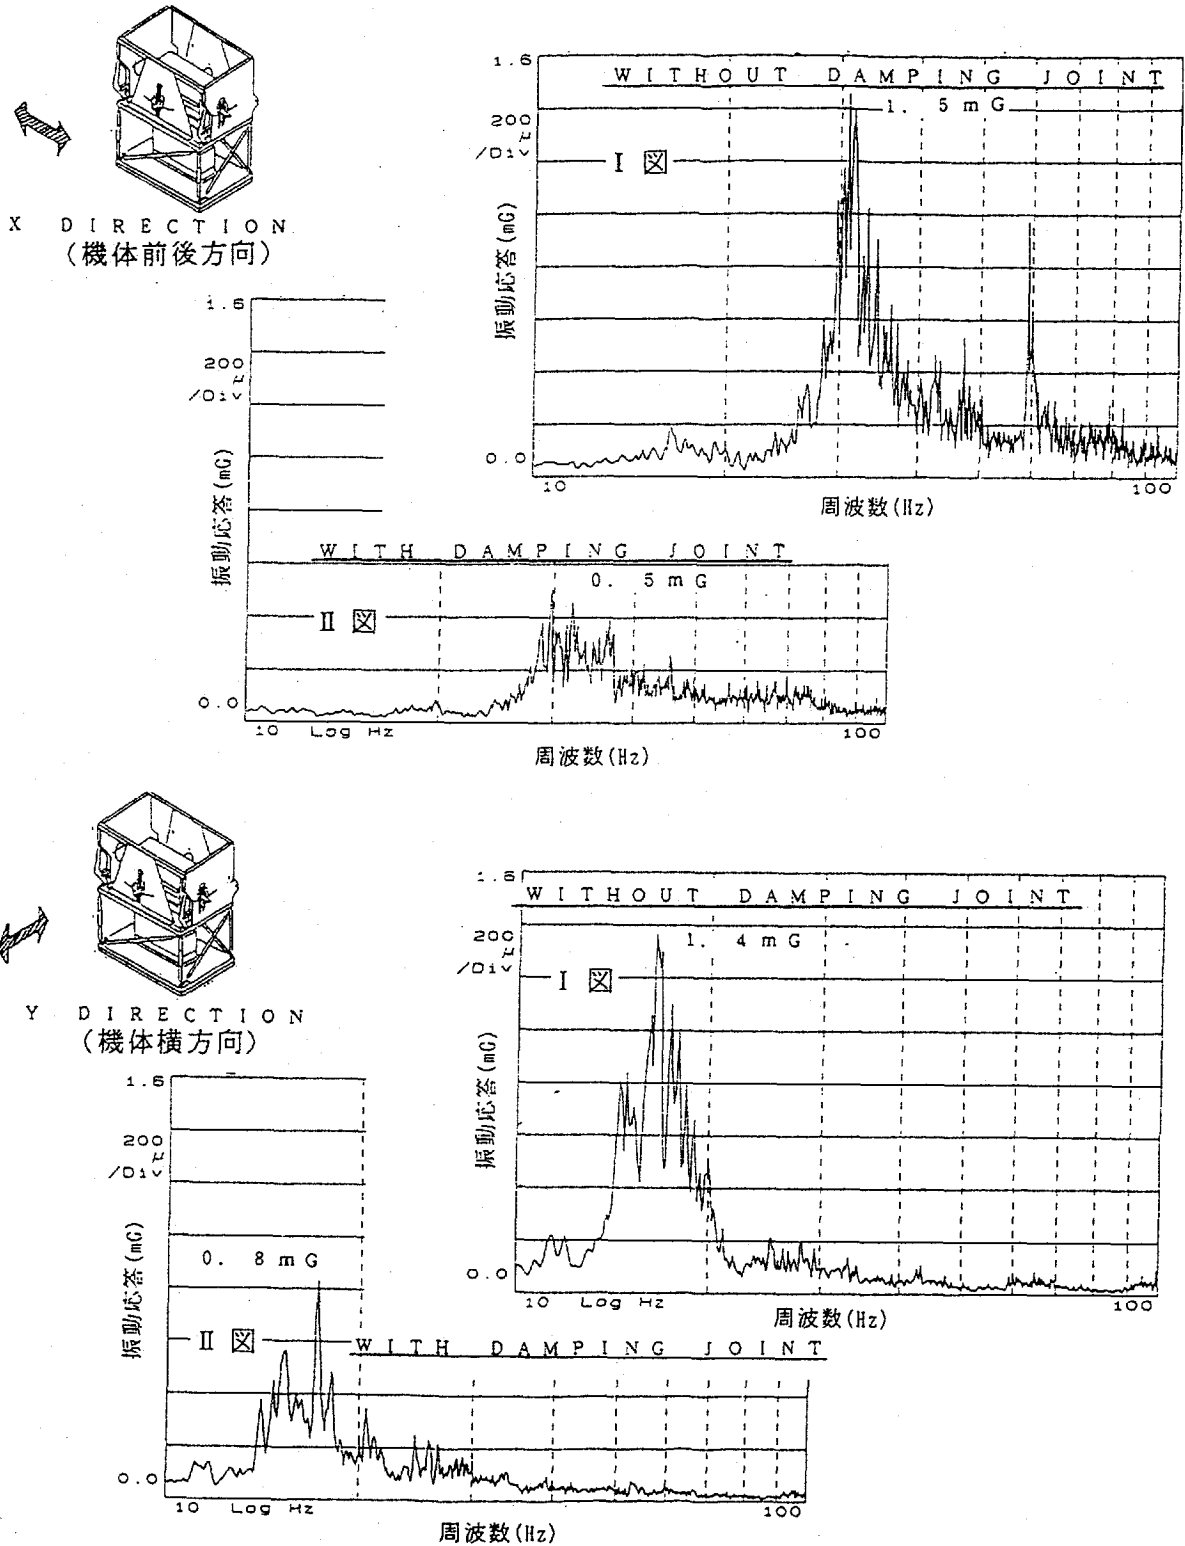 X DIRECTION
(機体前後方向)
1.6
WITHOUT DAMPING JOINT
1. 5mG
200
μ
/Div
I 図
振動応答(mG)
0.0
10
100
周波数(Hz)
1.6
200
μ
/Div
振動応答(mG)
WITH DAMPING JOINT
0. 5mG
II 図
0.0
10 Log Hz
100
周波数(Hz)
Y DIRECTION
(機体横方向)
1.6
WITHOUT DAMPING JOINT
1. 4mG
200
μ
/Div
I 図
振動応答(mG)
0.0
10 Log Hz
100
周波数(Hz)
1.6
200
μ
/Div
振動応答(mG)
0. 8mG
II 図
WITH DAMPING JOINT
0.0
10 Log Hz
100
周波数(Hz)